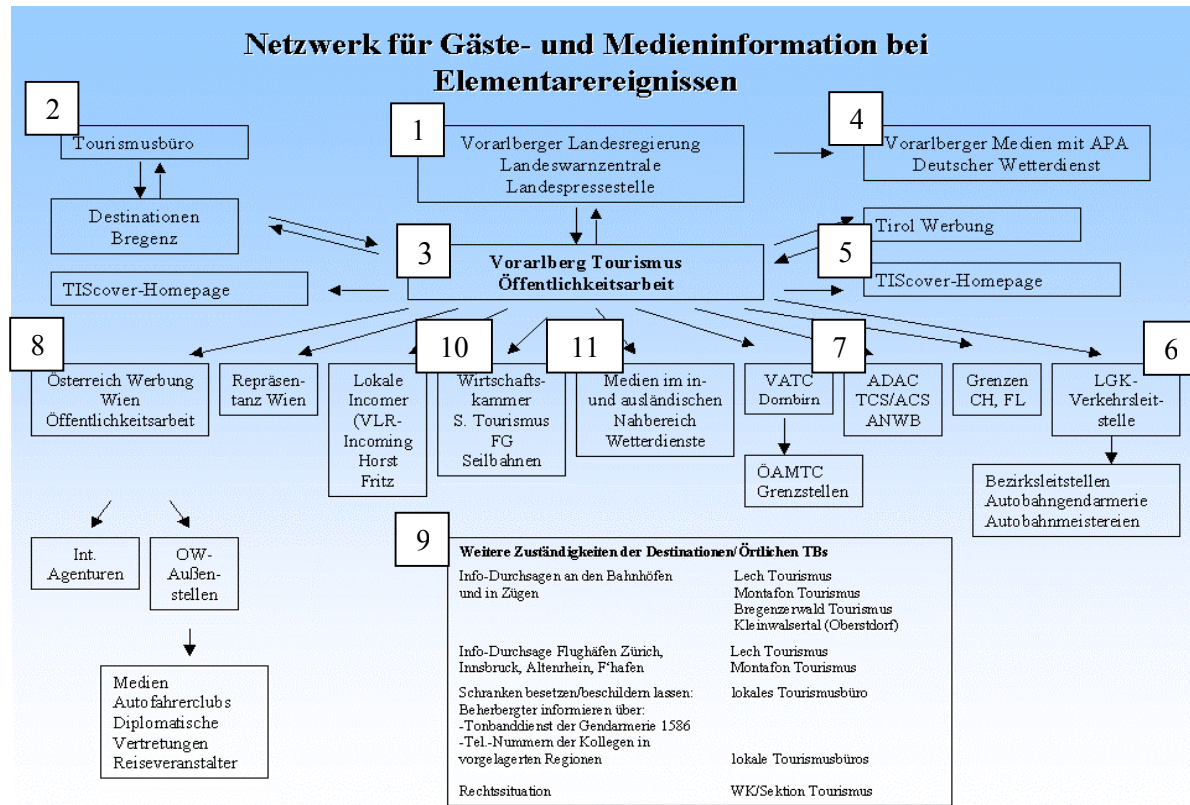 Netzwerk für Gäste- und Medieninformation bei
Elementarereignissen
2
Tourismusbüro
1
Vorarlberger Landesregierung
Landeswarnzentrale
Landespressestelle
4
Vorarlberger Medien mit APA
Deutscher Wetterdienst
Destinationen
Bregenz
3
Vorarlberg Tourismus
Öffentlichkeitsarbeit
5
Tirol Werbung
TIScover-Homepage
TIScover-Homepage
8
Österreich Werbung
Wien
Öffentlichkeitsarbeit
Repräsen-
tanz Wien
Lokale
Incomer
(VLR-
Incoming
Horst
Fritz
10
Wirtschafts-
kammer
S. Tourismus
FG
Seilbahnen
11
Medien im in-
und ausländischen
Nahbereich
Wetterdienste
VATC
Dornbirn
ÖAMTC
Grenzstellen
7
ADAC
TCS/ACS
ANWB
Grenzen
CH, FL
6
LGK-
Verkehrsleit-
stelle
Bezirksleitstellen
Autobahngendarmerie
Autobahnmeistereien
Int.
Agenturen
OW-
Außen-
stellen
Medien
Autofahrerclubs
Diplomatische
Vertretungen
Reiseveranstalter
9
Weitere Zuständigkeiten der Destinationen/Örtlichen TBs
Info-Durchsagen an den Bahnhöfen Lech Tourismus
und in Zügen Montafon Tourismus
Bregenzerwald Tourismus
Kleinwalsertal (Oberstdorf)
Info-Durchsage Flughäfen Zürich, Lech Tourismus
Innsbruck, Altenrhein, F'hafen Montafon Tourismus
Schranken besetzen/beschildern lassen: lokales Tourismusbüro
Beherbergter informieren über:
-Tonbanddienst der Gendarmerie 1586
-Tel.-Nummern der Kollegen in
vorgelagerten Regionen lokale Tourismusbüros
Rechtssituation WK/Sektion Tourismus